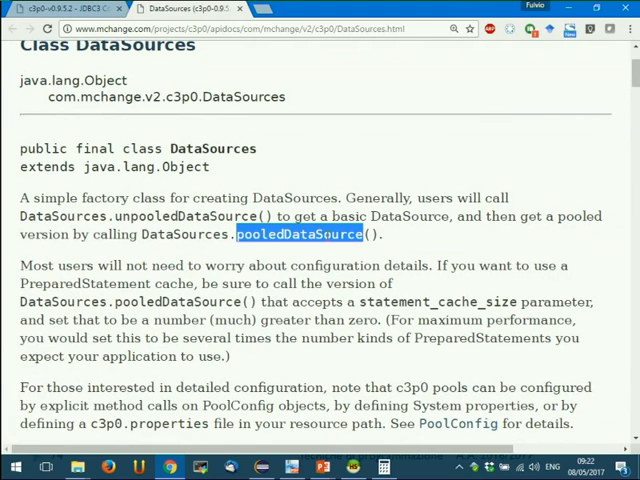 c3p0-v0.9.5.2 - JDBC3 Con
DataSources (c3p0-0.9.5.
Fulvio
www.mchange.com/projects/c3p0/apidocs/com/mchange/v2/c3p0/DataSources.html
Class DataSources
java.lang.Object
com.mchange.v2.c3p0.DataSources
public final class DataSources
extends java.lang.Object
A simple factory class for creating DataSources. Generally, users will call
DataSources.unpooledDataSource() to get a basic DataSource, and then get a pooled
version by calling DataSources.pooledDataSource().
Most users will not need to worry about configuration details. If you want to use a
PreparedStatement cache, be sure to call the version of
DataSources.pooledDataSource() that accepts a statement_cache_size parameter,
and set that to be a number (much) greater than zero. (For maximum performance,
you would set this to be several times the number kinds of PreparedStatements you
expect your application to use.)
For those interested in detailed configuration, note that c3p0 pools can be configured
by explicit method calls on PoolConfig objects, by defining System properties, or by
defining a c3p0.properties file in your resource path. See PoolConfig for details.
09:22
08/05/2017